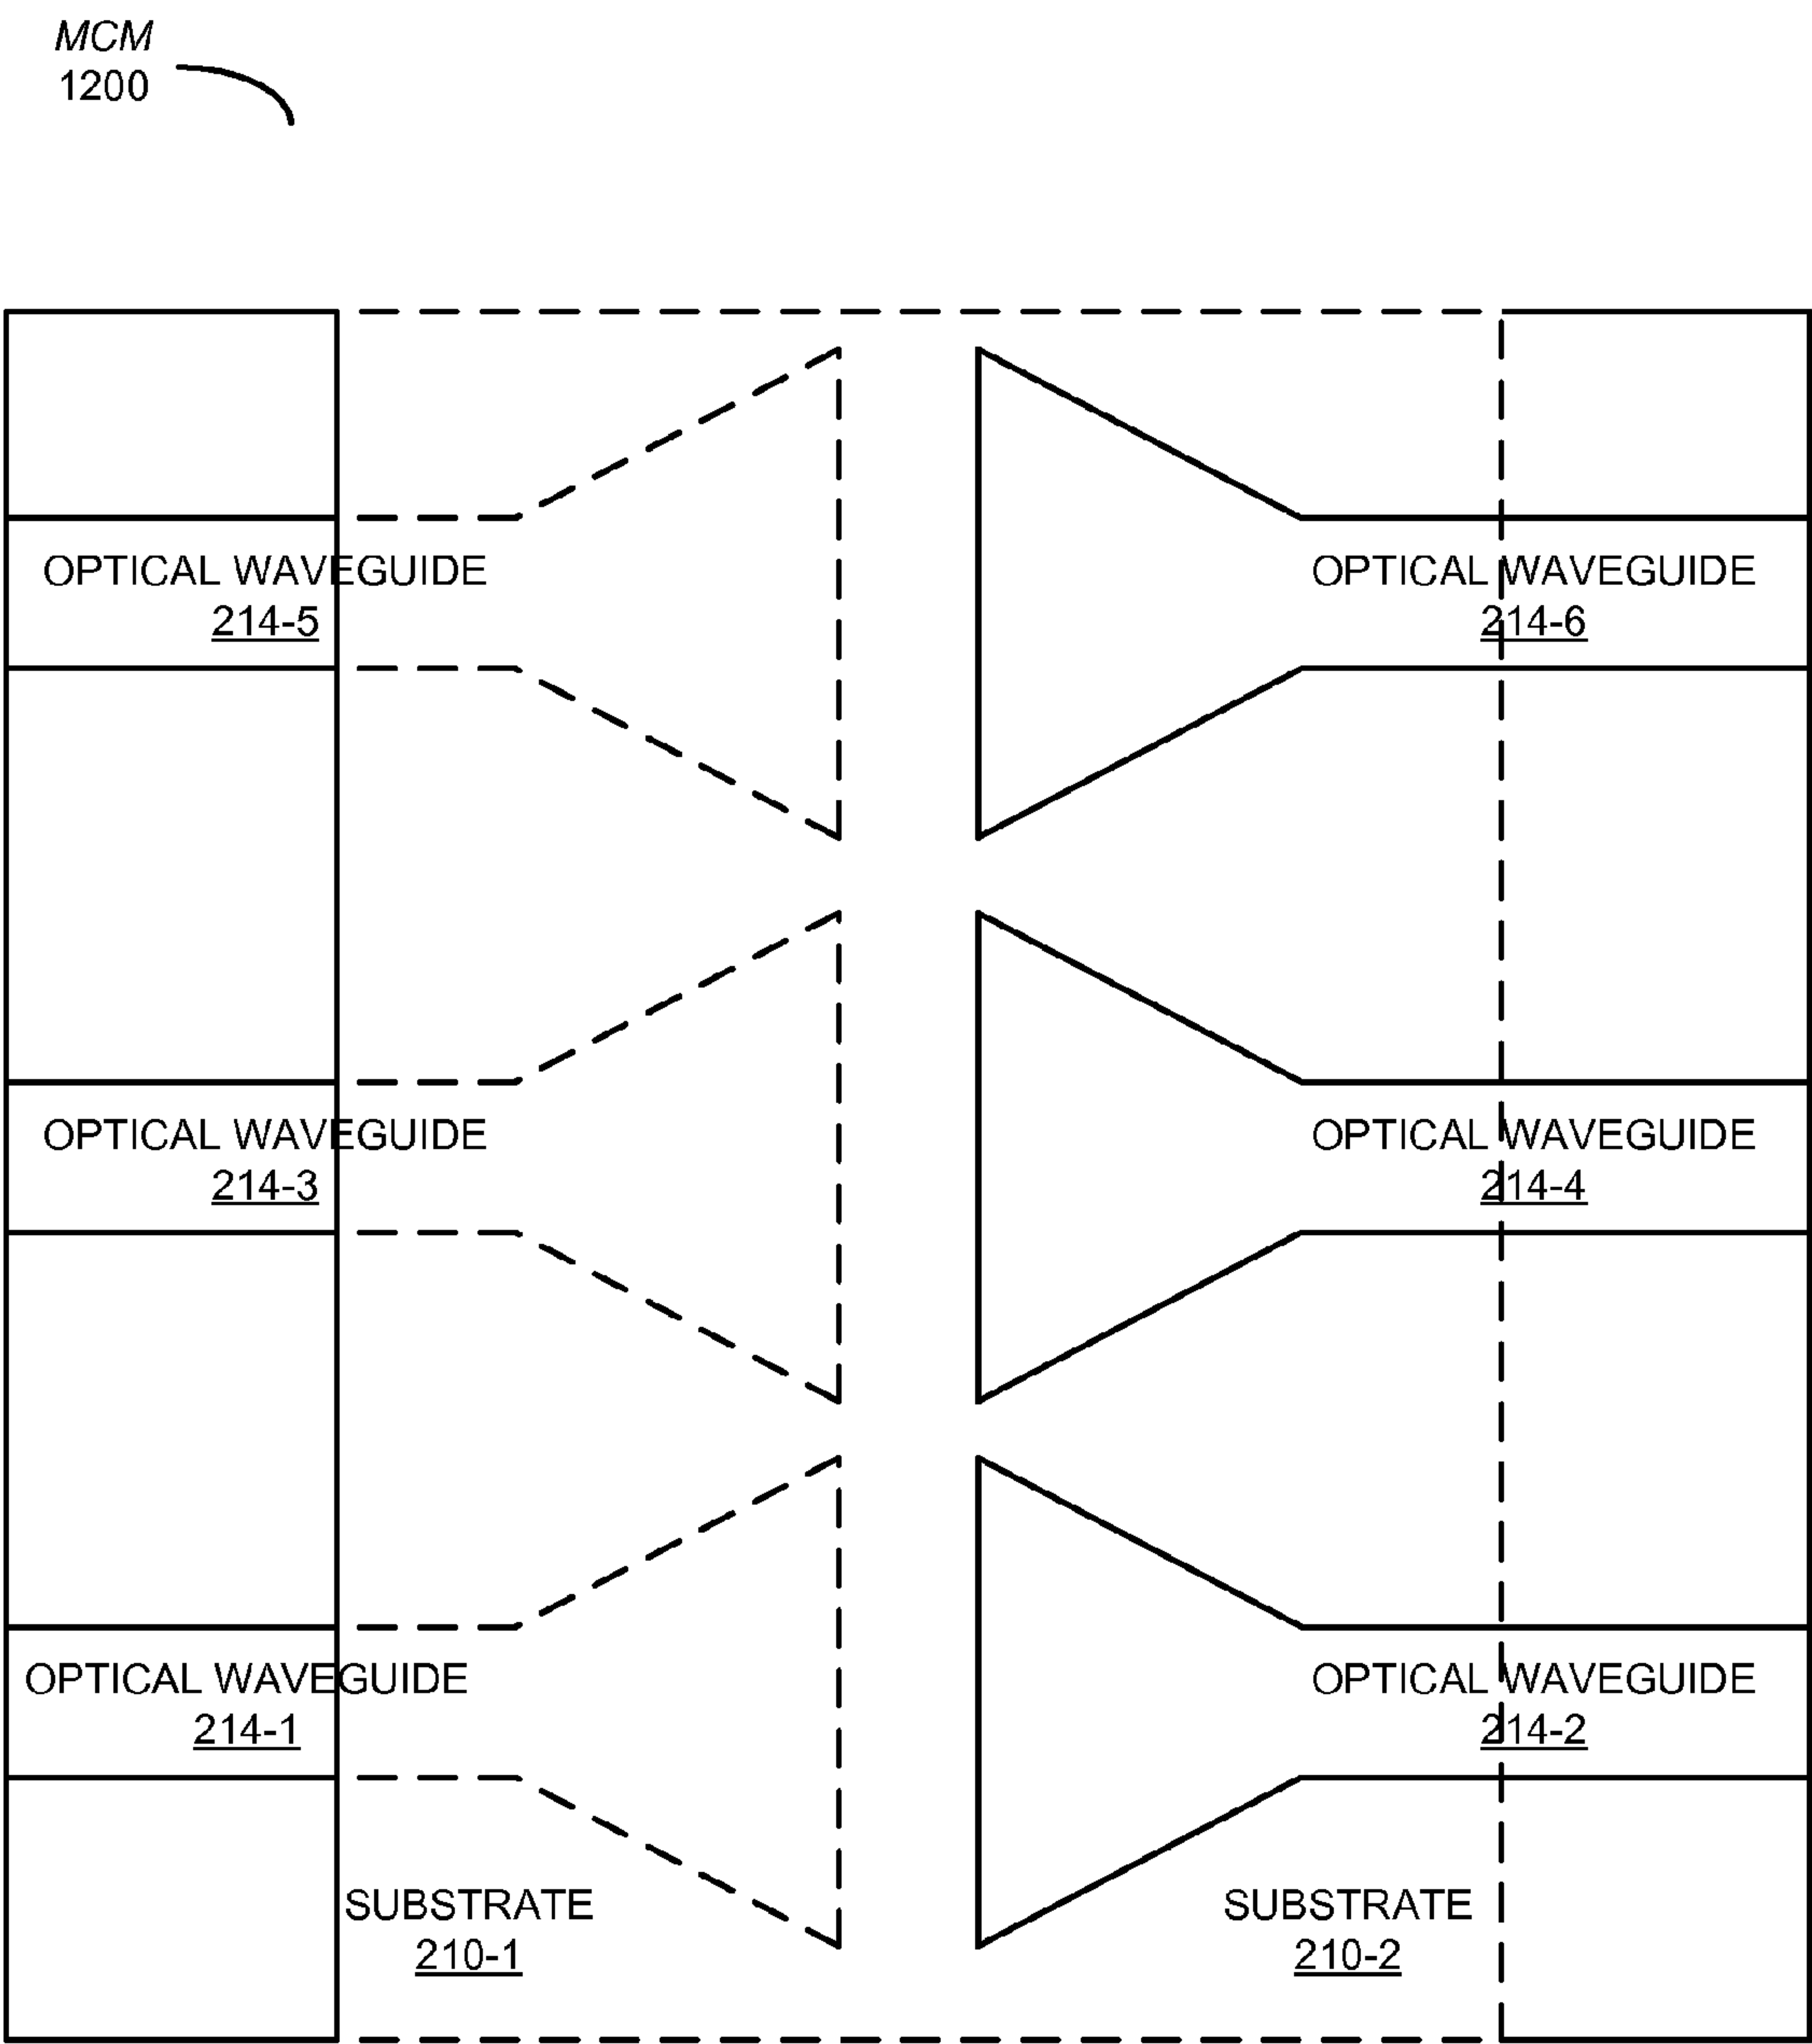 MCM
1200
OPTICAL WAVEGUIDE
214-5
OPTICAL WAVEGUIDE
214-6
OPTICAL WAVEGUIDE
214-3
OPTICAL WAVEGUIDE
214-4
OPTICAL WAVEGUIDE
214-1
OPTICAL WAVEGUIDE
214-2
SUBSTRATE
210-1
SUBSTRATE
210-2